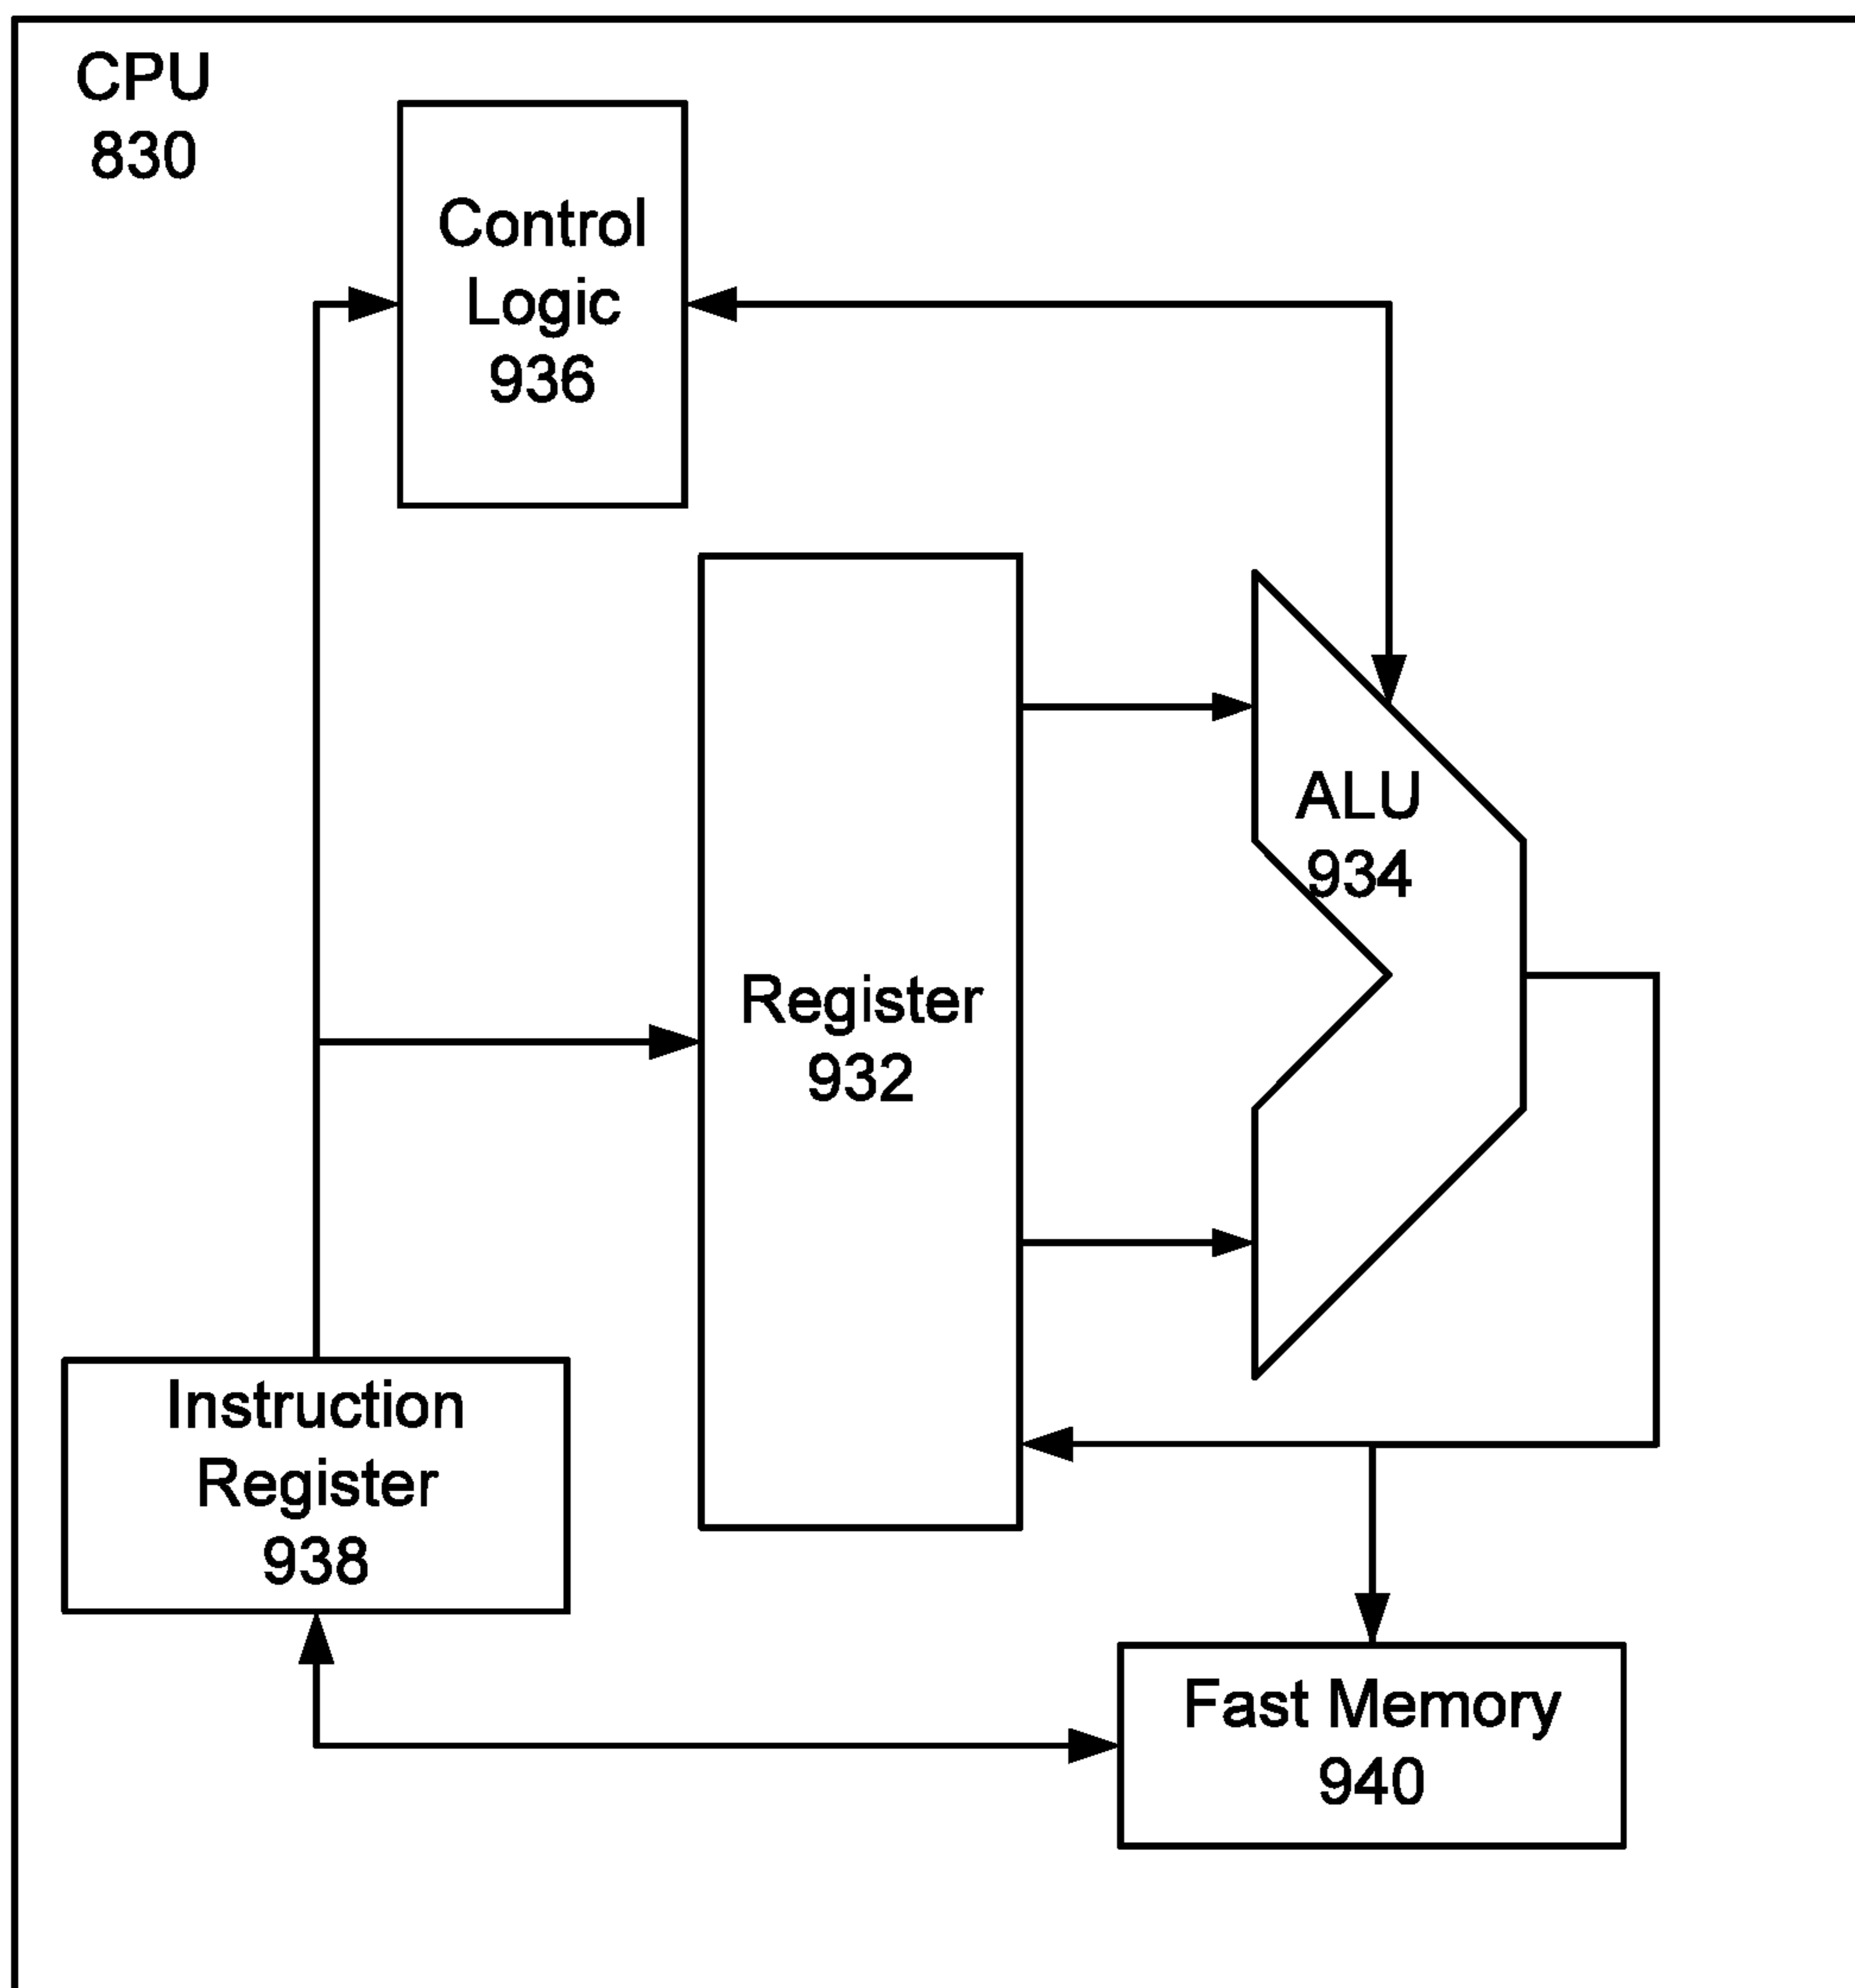 CPU
830
Control
Logic
936
ALU
934
Register
932
Instruction
Register
938
Fast Memory
940